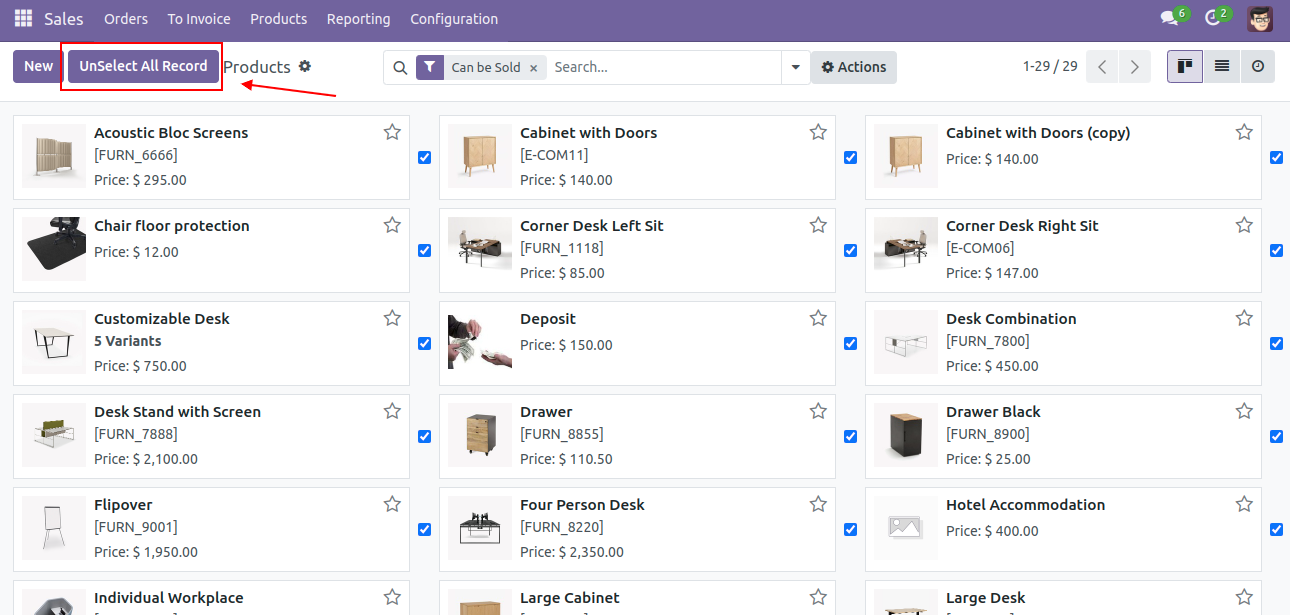 Sales Orders To Invoice Products Reporting Configuration 6 2
New UnSelect All Record Products Can be Sold × Search... Actions 1-29 / 29
Acoustic Bloc Screens
[FURN_6666]
Price: $ 295.00
Cabinet with Doors
[E-COM11]
Price: $ 140.00
Cabinet with Doors (copy)
Price: $ 140.00
Chair floor protection
Price: $ 12.00
Corner Desk Left Sit
[FURN_1118]
Price: $ 85.00
Corner Desk Right Sit
[E-COM06]
Price: $ 147.00
Customizable Desk
5 Variants
Price: $ 750.00
Deposit
Price: $ 150.00
Desk Combination
[FURN_7800]
Price: $ 450.00
Desk Stand with Screen
[FURN_7888]
Price: $ 2,100.00
Drawer
[FURN_8855]
Price: $ 110.50
Drawer Black
[FURN_8900]
Price: $ 25.00
Flipover
[FURN_9001]
Price: $ 1,950.00
Four Person Desk
[FURN_8220]
Price: $ 2,350.00
Hotel Accommodation
Price: $ 400.00
Individual Workplace
Large Cabinet
Large Desk